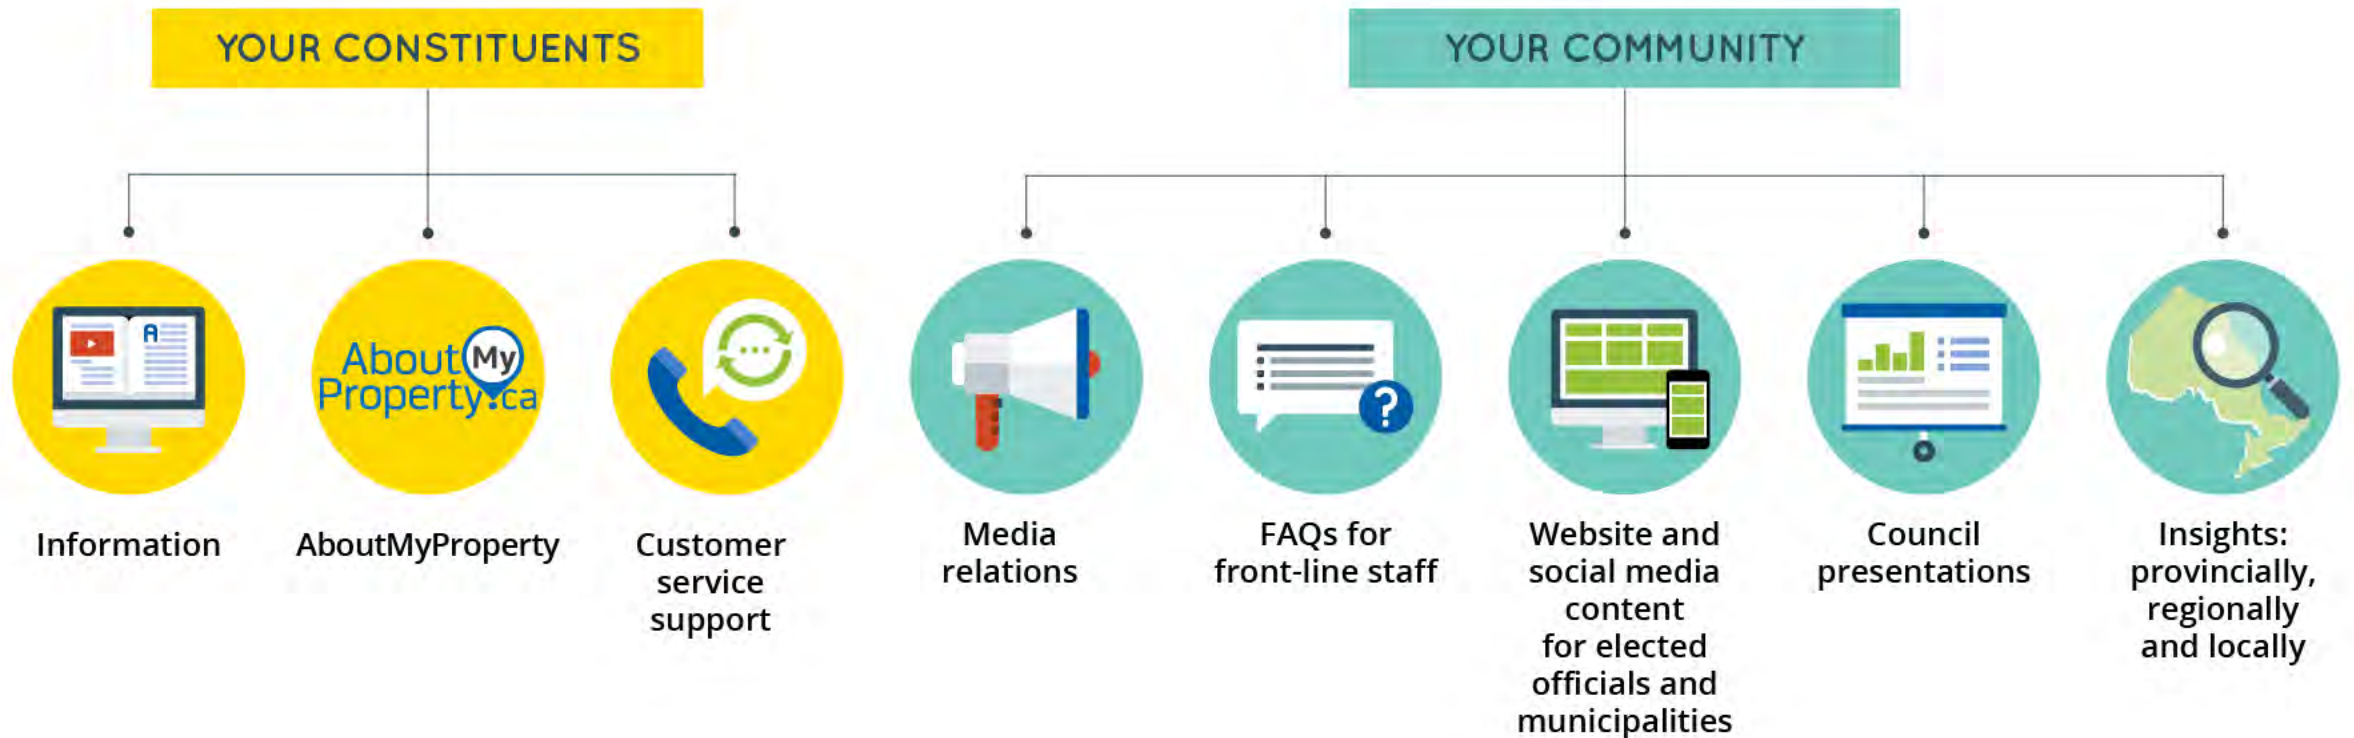 YOUR CONSTITUENTS
YOUR COMMUNITY
A
About My
Property.ca
?
Information
AboutMyProperty
Customer
service
support
Media
relations
FAQs for
front-line staff
Website and
social media
content
for elected
officials and
municipalities
Council
presentations
Insights:
provincially,
regionally
and locally